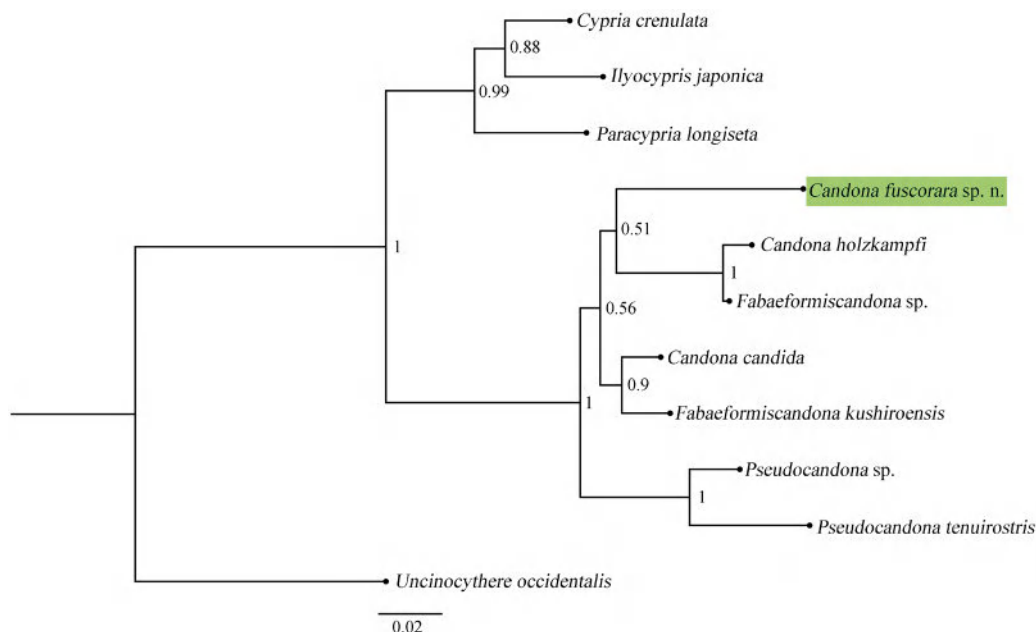 Cypria crenulata
0.88
Ilyocypris japonica
0.99
Paracypria longiseta
Candona fuscorara sp. n.
0.51
Candona holzkampfi
1
1
Fabaeformiscandona sp.
0.56
Candona candida
0.9
1
Fabaeformiscandona kushiroensis
Pseudocandona sp.
1
Pseudocandona tenuirostris
Uncinocythere occidentalis
0.02